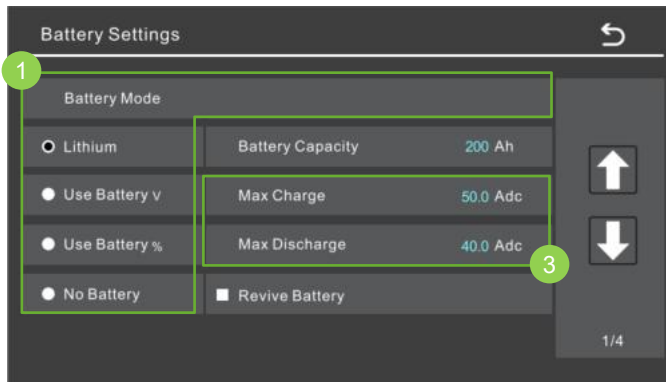 Battery Settings
1
Battery Mode
Lithium
Battery Capacity 200 Ah
Use Battery V
Max Charge 50.0 Adc
Use Battery %
Max Discharge 40.0 Adc
3
No Battery
Revive Battery
1/4